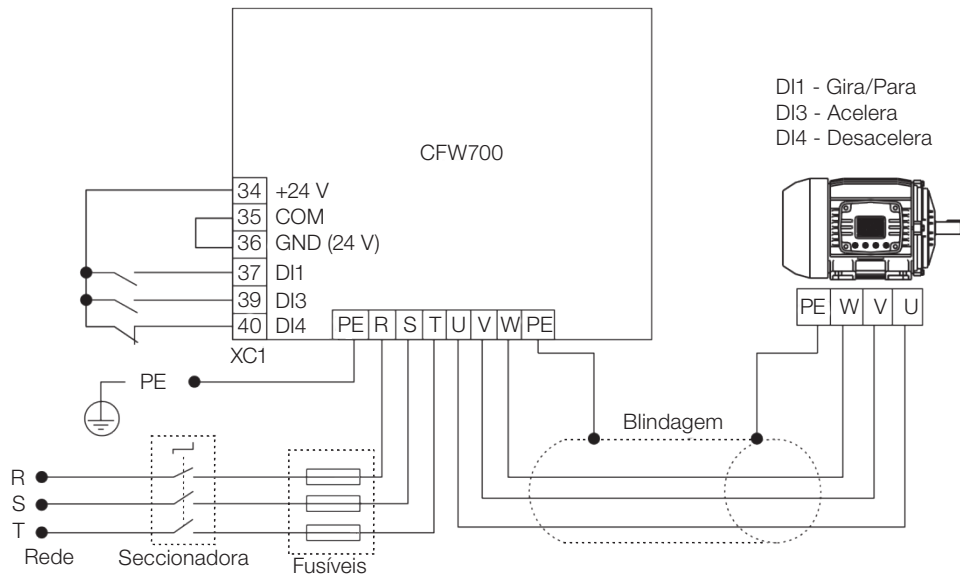 DI1 - Gira/Para
DI3 - Acelera
DI4 - Desacelera
CFW700
34 +24 V
35 COM
36 GND (24 V)
37 DI1
39 DI3
40 DI4
XC1
PE R S T U V W PE
PE W V U
PE
Blindagem
R
S
T
Rede
Seccionadora
Fusíveis